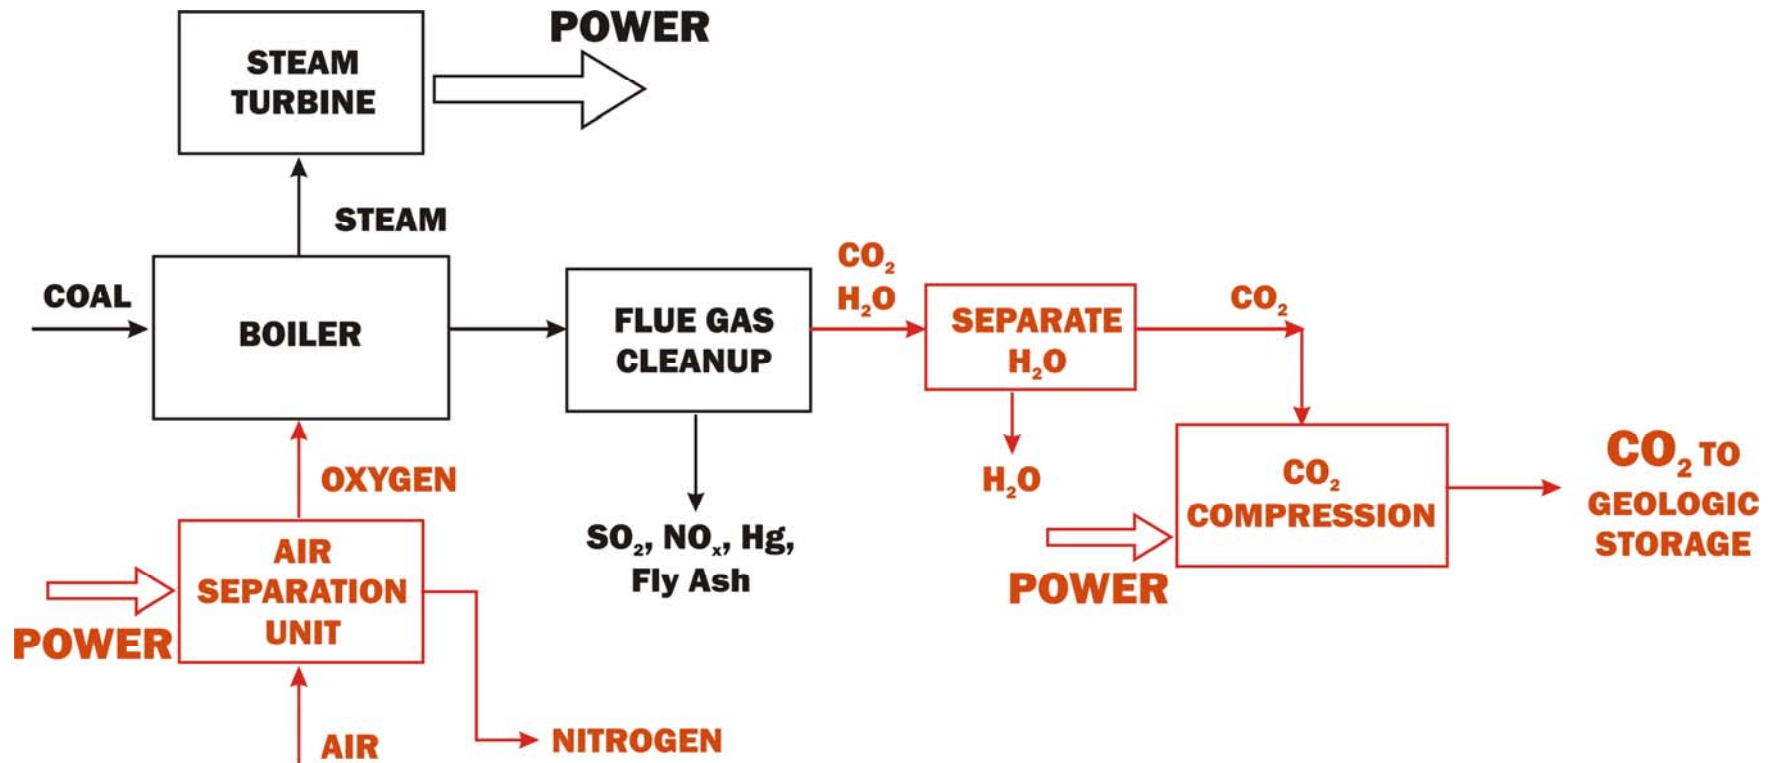 POWER
STEAM
TURBINE
STEAM
COAL
BOILER
FLUE GAS
CLEANUP
CO₂
H₂O
SEPARATE
H₂O
CO₂
OXYGEN
SO₂, NOₓ, Hg,
Fly Ash
H₂O
CO₂
COMPRESSION
CO₂ TO
GEOLOGIC
STORAGE
POWER
AIR
SEPARATION
UNIT
POWER
AIR
NITROGEN